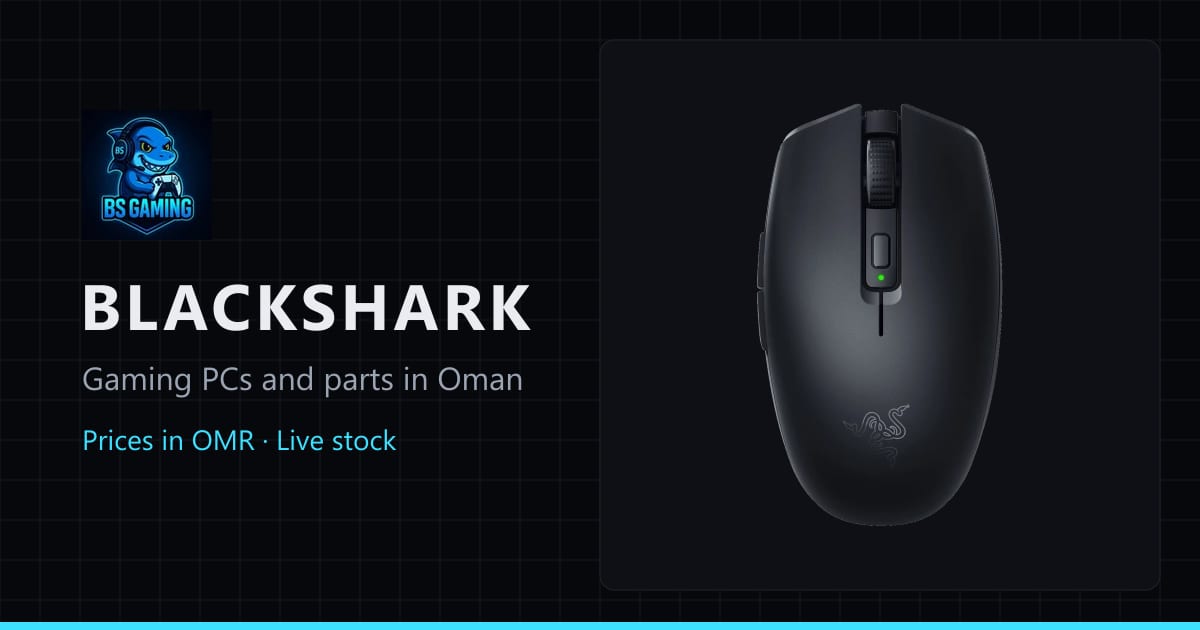 BS
BS GAMING
BLACKSHARK
Gaming PCs and parts in Oman
Prices in OMR · Live stock